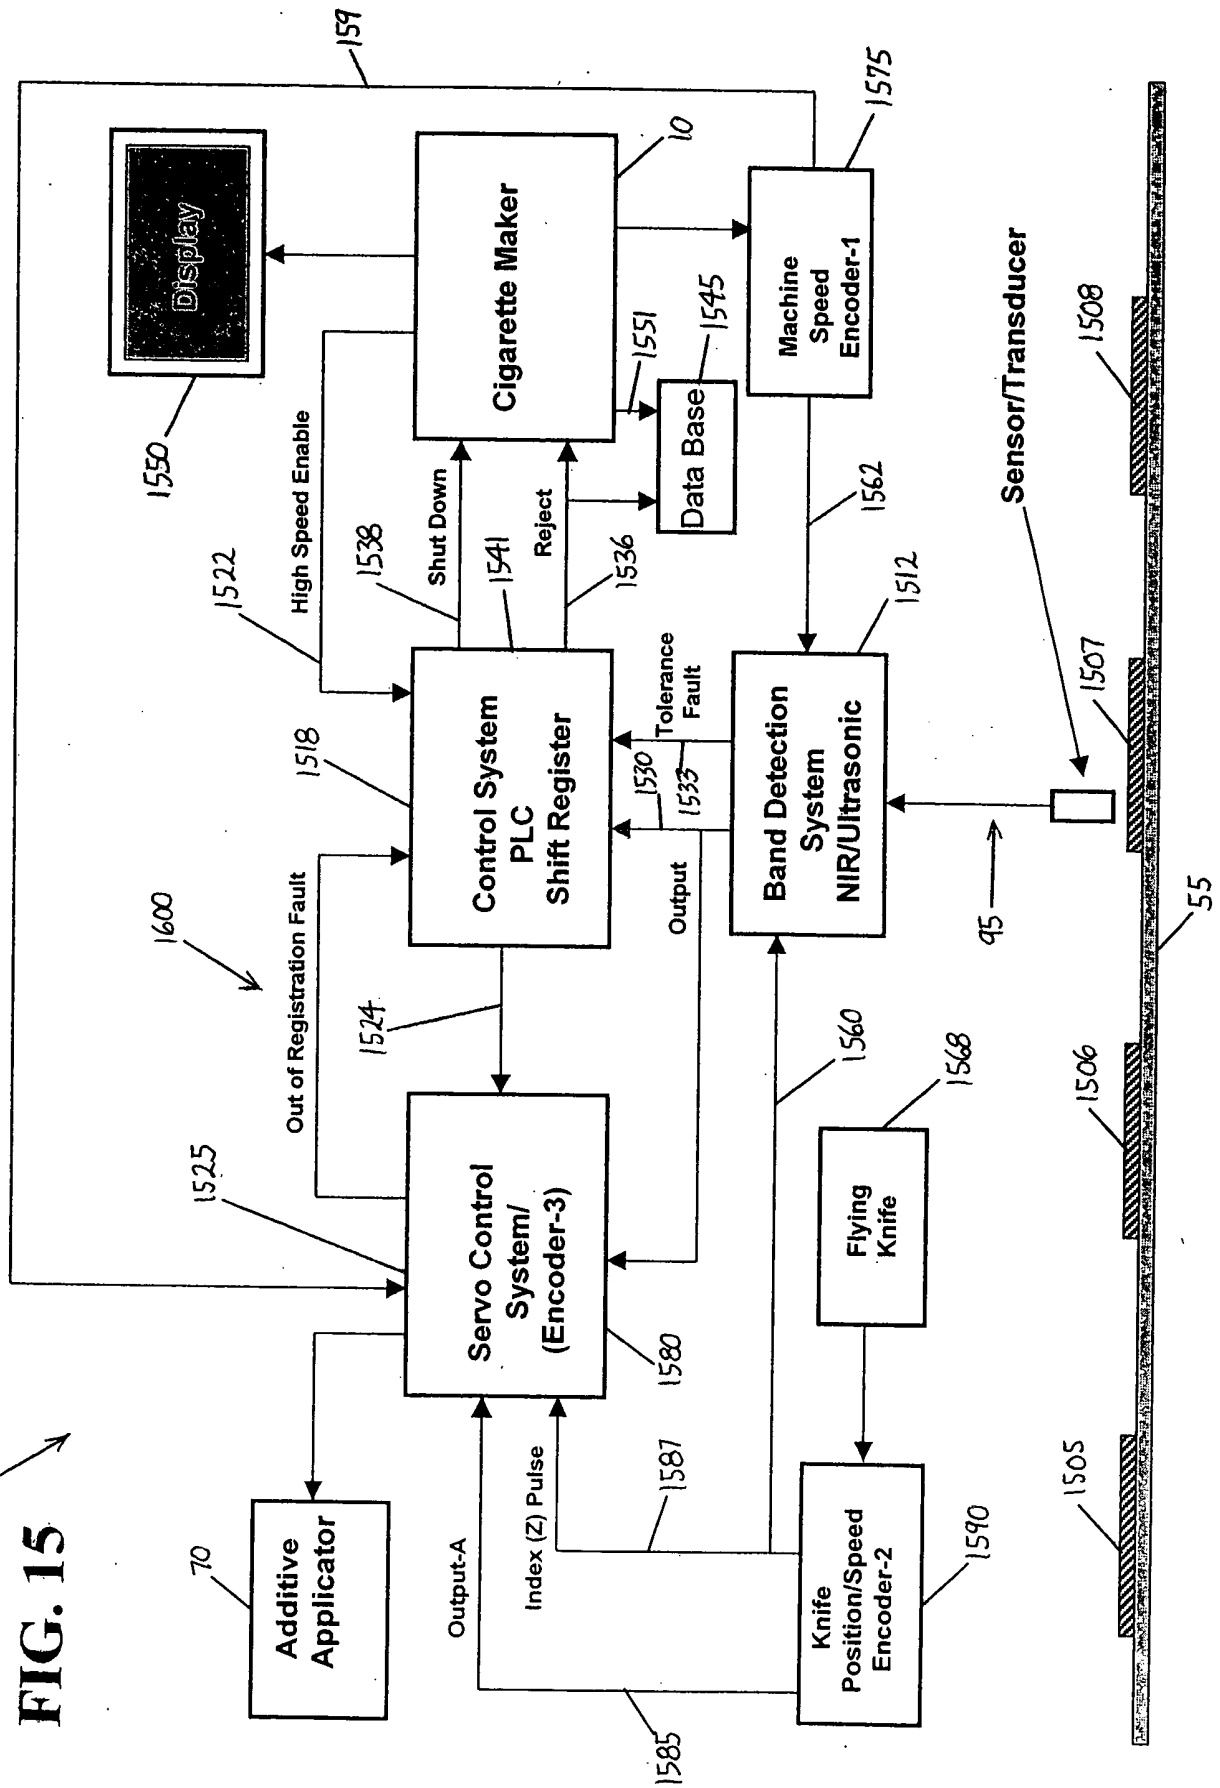 FIG. 15
159
1550
Display
1522
High Speed Enable
1600
Out of Registration Fault
1518
1525
70
Additive
Applicator
Servo Control
System/
(Encoder-3)
1524
Control System
PLC
Shift Register
1538
Shut Down
1541
Reject
1536
Cigarette Maker
10
1551
Data Base
1545
Output-A
Index (Z) Pulse
1580
1587
1585
Output
1530
1533
Tolerance
Fault
1562
Machine
Speed
Encoder-1
1575
Band Detection
System
NIR/Ultrasonic
1512
1560
Flying
Knife
1568
Knife
Position/Speed
Encoder-2
1590
95
Sensor/Transducer
1505
1506
1507
1508
55